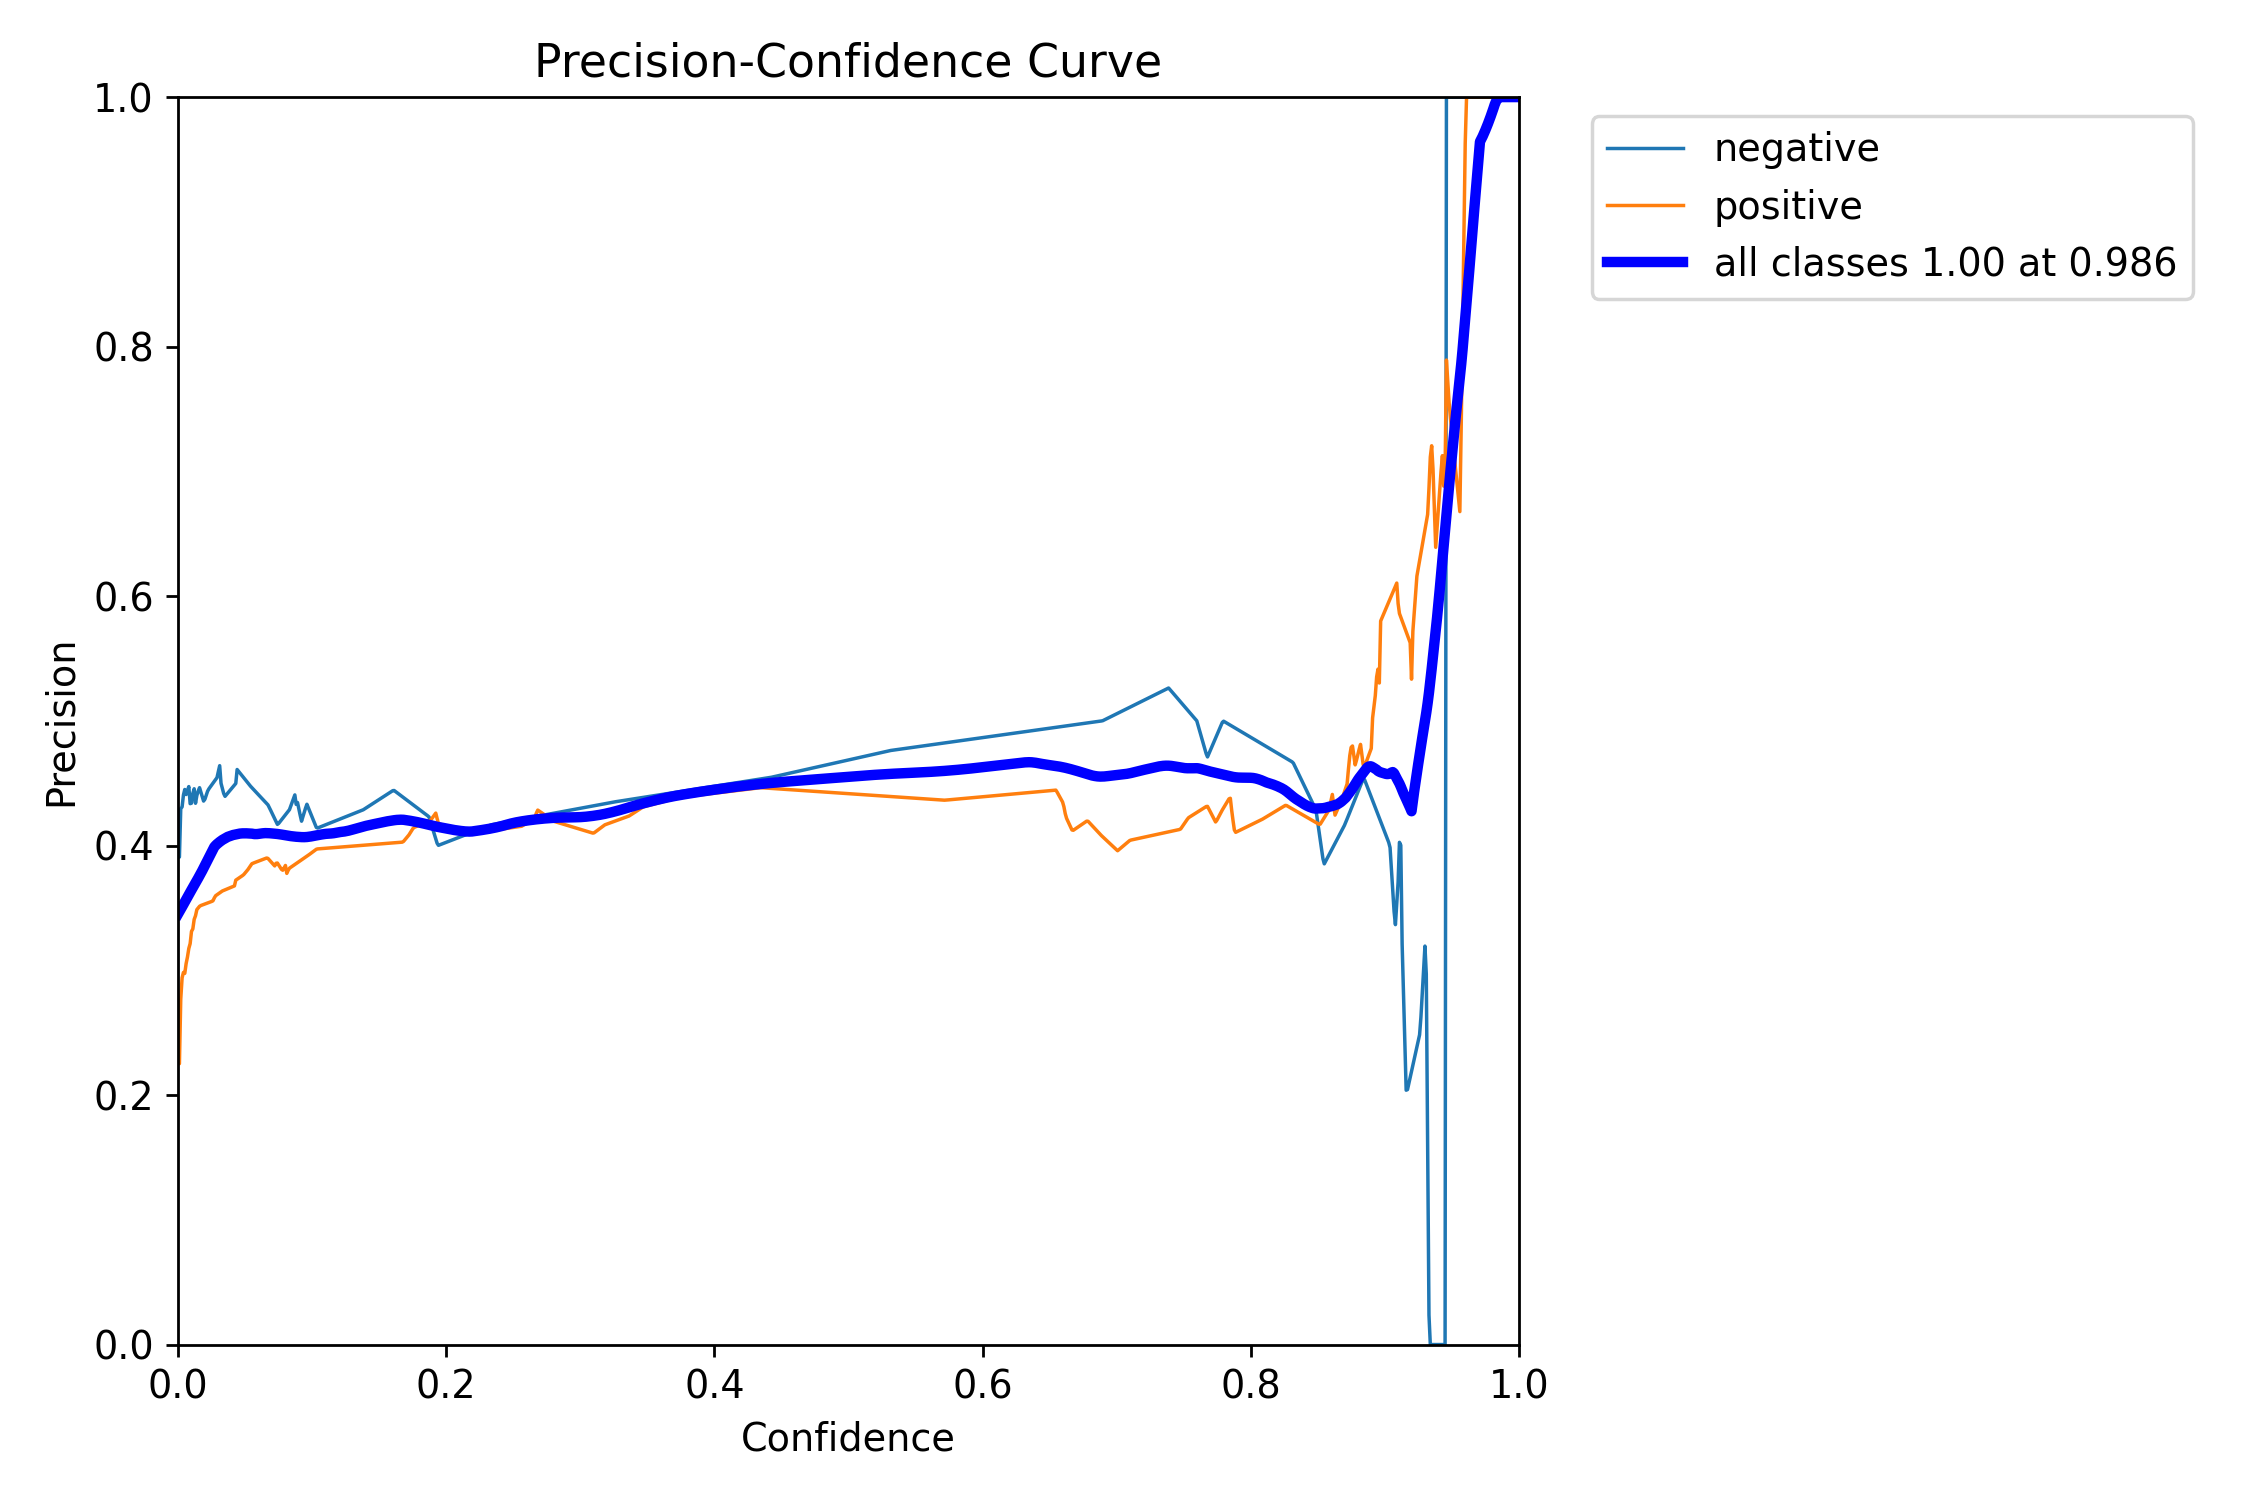 Precision-Confidence Curve
1.0
0.8
0.6
0.4
0.2
0.0
Precision
0.0 0.2 0.4 0.6 0.8 1.0
Confidence
negative
positive
all classes 1.00 at 0.986